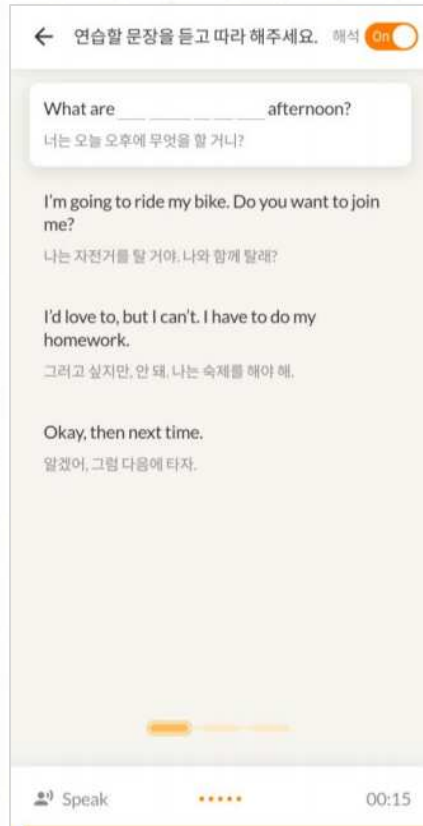 연습할 문장을 듣고 따라 해주세요. 해석 On
What are ___ ____ __ __ ____ afternoon?
너는 오늘 오후에 무엇을 할 거니?
I'm going to ride my bike. Do you want to join
me?
나는 자전거를 탈 거야. 나와 함께 탈래?
I'd love to, but I can't. I have to do my
homework.
그러고 싶지만, 안 돼. 나는 숙제를 해야 해.
Okay, then next time.
알겠어, 그럼 다음에 타자.
Speak 00:15